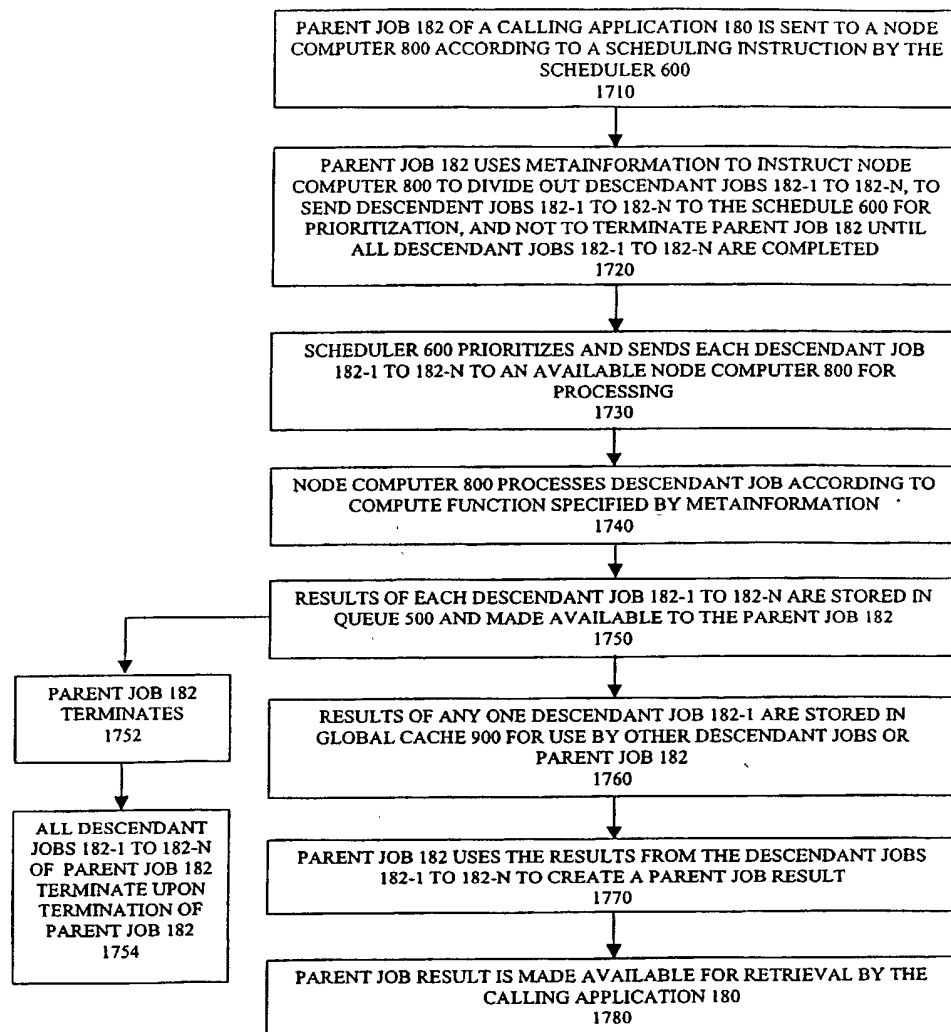 PARENT JOB 182 OF A CALLING APPLICATION 180 IS SENT TO A NODE
COMPUTER 800 ACCORDING TO A SCHEDULING INSTRUCTION BY THE
SCHEDULER 600
1710
PARENT JOB 182 USES METAINFORMATION TO INSTRUCT NODE
COMPUTER 800 TO DIVIDE OUT DESCENDANT JOBS 182-1 TO 182-N, TO
SEND DESCENDENT JOBS 182-1 TO 182-N TO THE SCHEDULE 600 FOR
PRIORITIZATION, AND NOT TO TERMINATE PARENT JOB 182 UNTIL
ALL DESCENDANT JOBS 182-1 TO 182-N ARE COMPLETED
1720
SCHEDULER 600 PRIORITIZES AND SENDS EACH DESCENDANT JOB
182-1 TO 182-N TO AN AVAILABLE NODE COMPUTER 800 FOR
PROCESSING
1730
NODE COMPUTER 800 PROCESSES DESCENDANT JOB ACCORDING TO
COMPUTE FUNCTION SPECIFIED BY METAINFORMATION
1740
RESULTS OF EACH DESCENDANT JOB 182-1 TO 182-N ARE STORED IN
QUEUE 500 AND MADE AVAILABLE TO THE PARENT JOB 182
1750
PARENT JOB 182
TERMINATES
1752
ALL DESCENDANT
JOBS 182-1 TO 182-N
OF PARENT JOB 182
TERMINATE UPON
TERMINATION OF
PARENT JOB 182
1754
RESULTS OF ANY ONE DESCENDANT JOB 182-1 ARE STORED IN
GLOBAL CACHE 900 FOR USE BY OTHER DESCENDANT JOBS OR
PARENT JOB 182
1760
PARENT JOB 182 USES THE RESULTS FROM THE DESCENDANT JOBS
182-1 TO 182-N TO CREATE A PARENT JOB RESULT
1770
PARENT JOB RESULT IS MADE AVAILABLE FOR RETRIEVAL BY THE
CALLING APPLICATION 180
1780